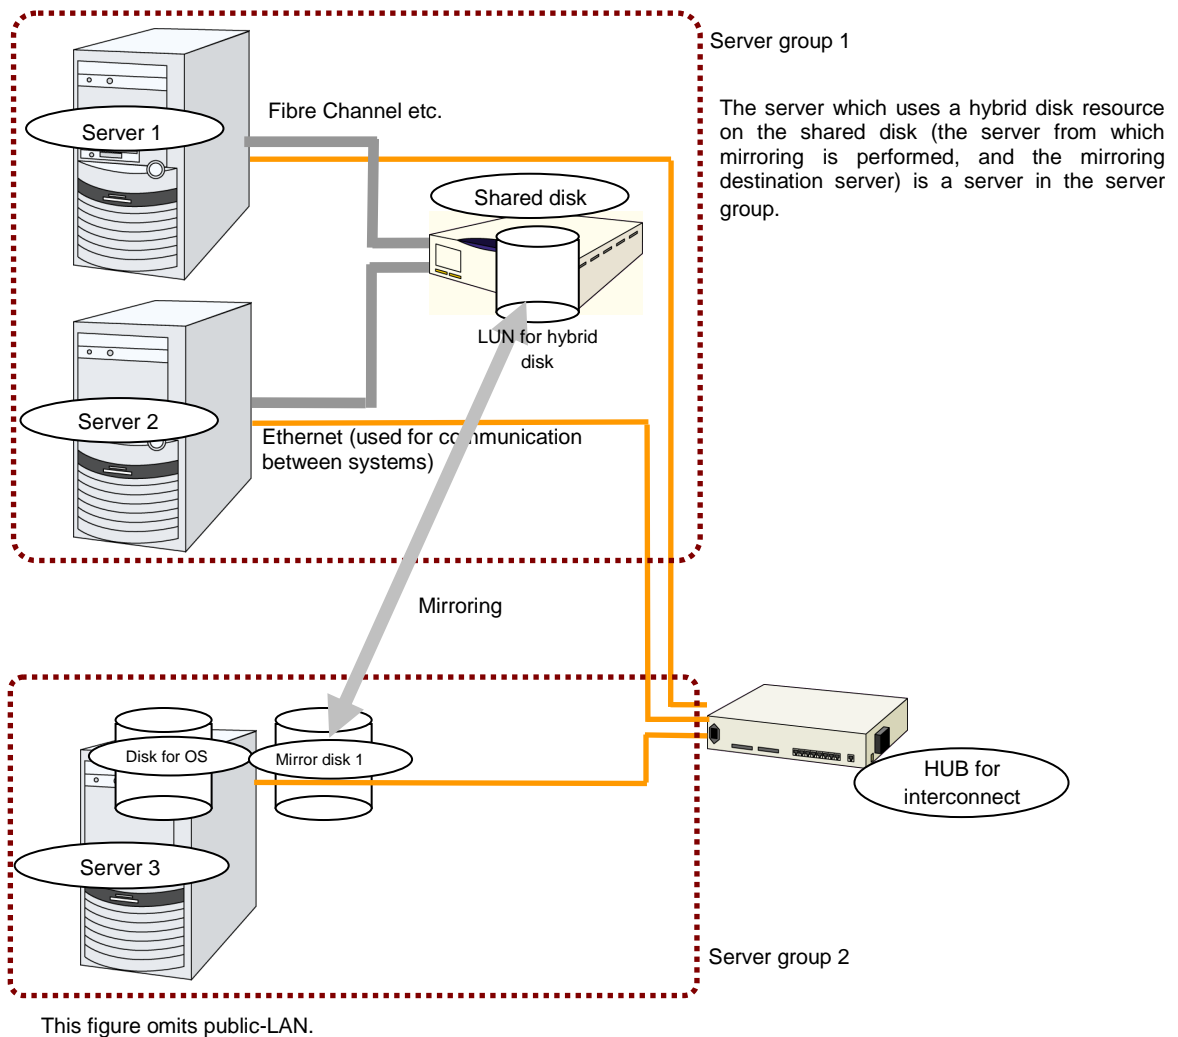 Server group 1
The server which uses a hybrid disk resource
on the shared disk (the server from which
mirroring is performed, and the mirroring
destination server) is a server in the server
group.
Fibre Channel etc.
Server 1
Shared disk
LUN for hybrid
disk
Server 2
Ethernet (used for communication
between systems)
Mirroring
Disk for OS
Mirror disk 1
HUB for
interconnect
Server 3
Server group 2
This figure omits public-LAN.